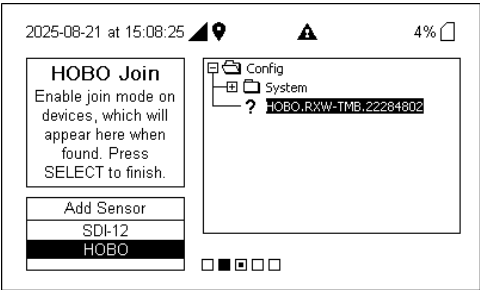 2025-08-21 at 15:08:25
4%
HOBO Join
Enable join mode on
devices, which will
appear here when
found. Press
SELECT to finish.
Add Sensor
SDI-12
HOBO
Config
System
? HOBO.RXW-TMB.22284802